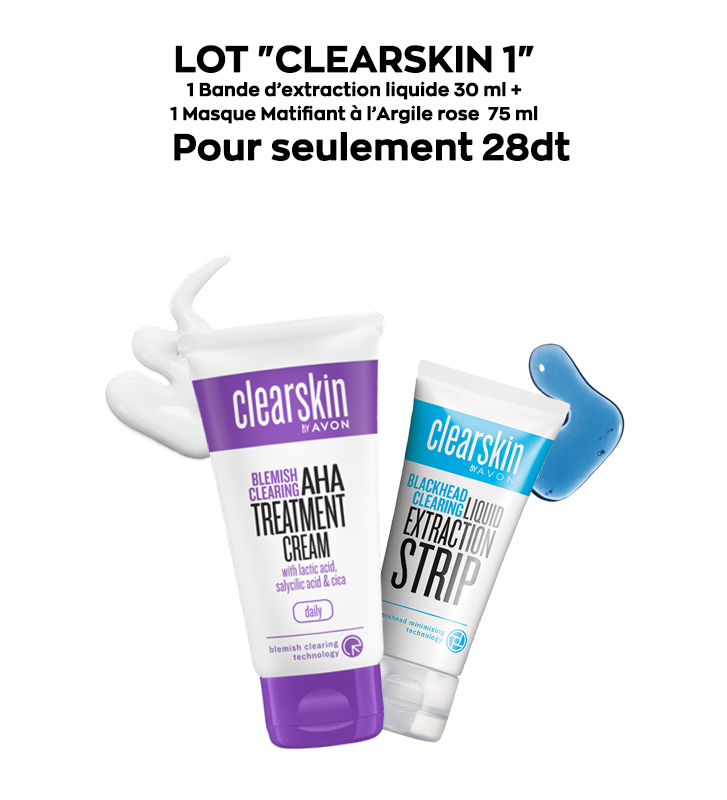 LOT "CLEARSKIN 1"
1 Bande d'extraction liquide 30 ml +
1 Masque Matifiant à l'Argile rose 75 ml
Pour seulement 28dt
clearskin
BY AVON
BLEMISH
CLEARING AHA
TREATMENT
CREAM
with lactic acid,
salycilic acid & cica
daily
blemish clearing
technology
clearskin
BY AVON
BLACKHEAD
CLEARING LIQUID
EXTRACTION
STRIP
ackhead minimising
technology